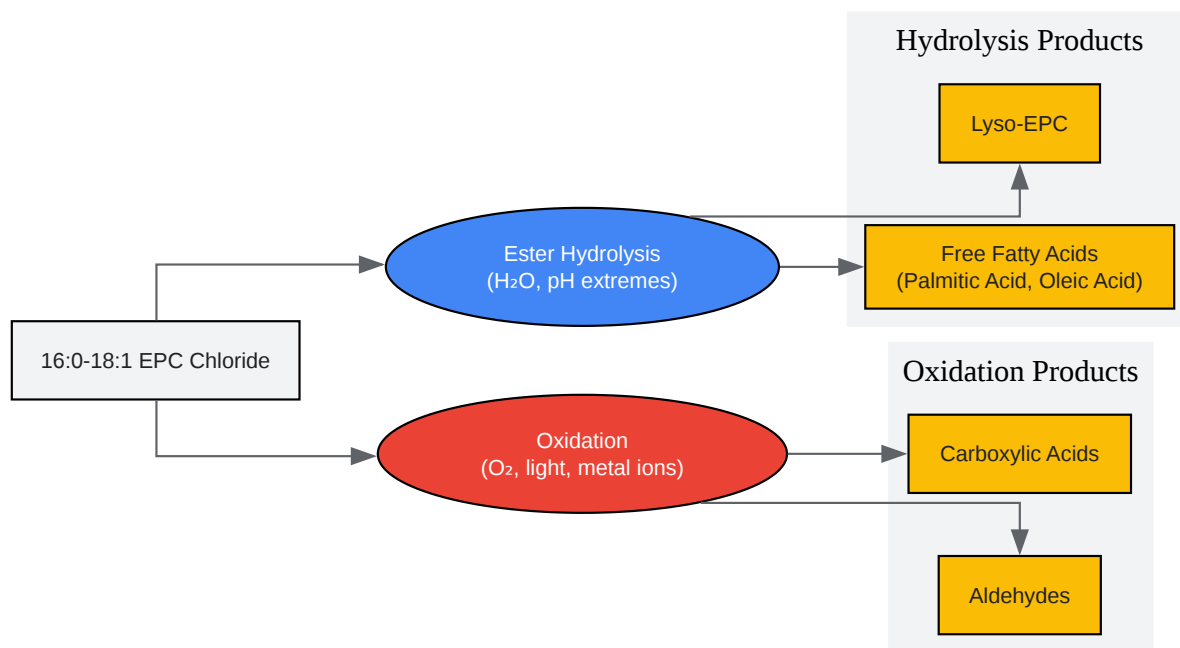 Hydrolysis Products
Lyso-EPC
Ester Hydrolysis
(H₂O, pH extremes)
Free Fatty Acids
(Palmitic Acid, Oleic Acid)
16:0-18:1 EPC Chloride
Oxidation Products
Oxidation
(O₂, light, metal ions)
Carboxylic Acids
Aldehydes